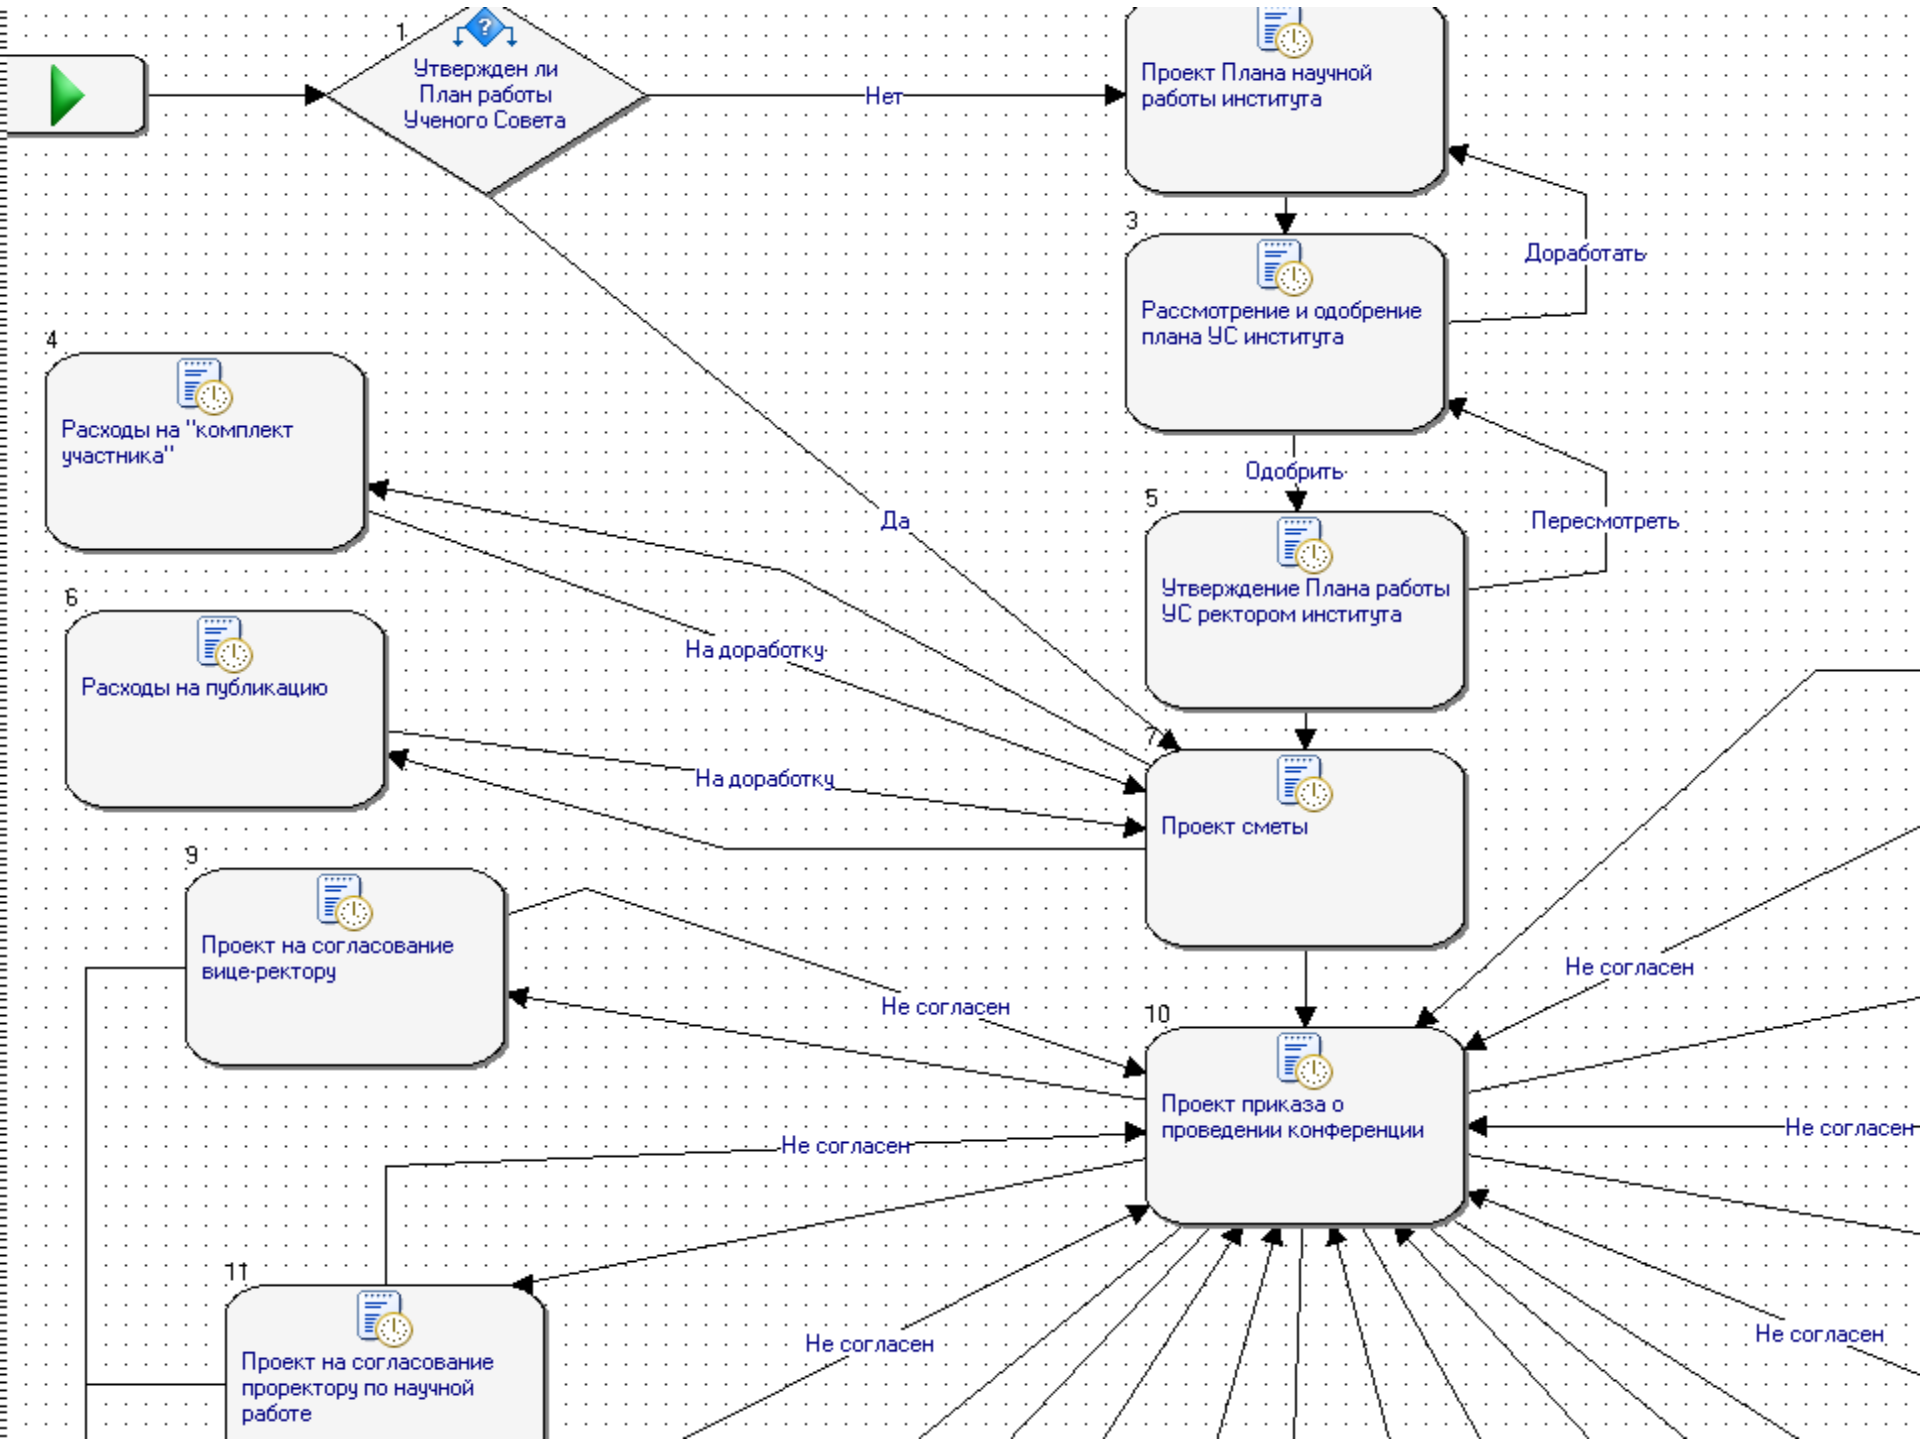 1
Утвержден ли
План работы
Ученого Совета
Нет
Проект Плана научной
работы института
3
Доработать
Рассмотрение и одобрение
плана УС института
4
Расходы на "комплект
участника"
Одобрить
5
Да
Пересмотреть
Утверждение Плана работы
УС ректором института
6
На доработку
Расходы на публикацию
7
На доработку
Проект сметы
9
Проект на согласование
вице-ректору
Не согласен
Не согласен
10
Проект приказа о
проведении конференции
Не согласен
Не согласен
11
Не согласен
Не согласен
Проект на согласование
проректору по научной
работе